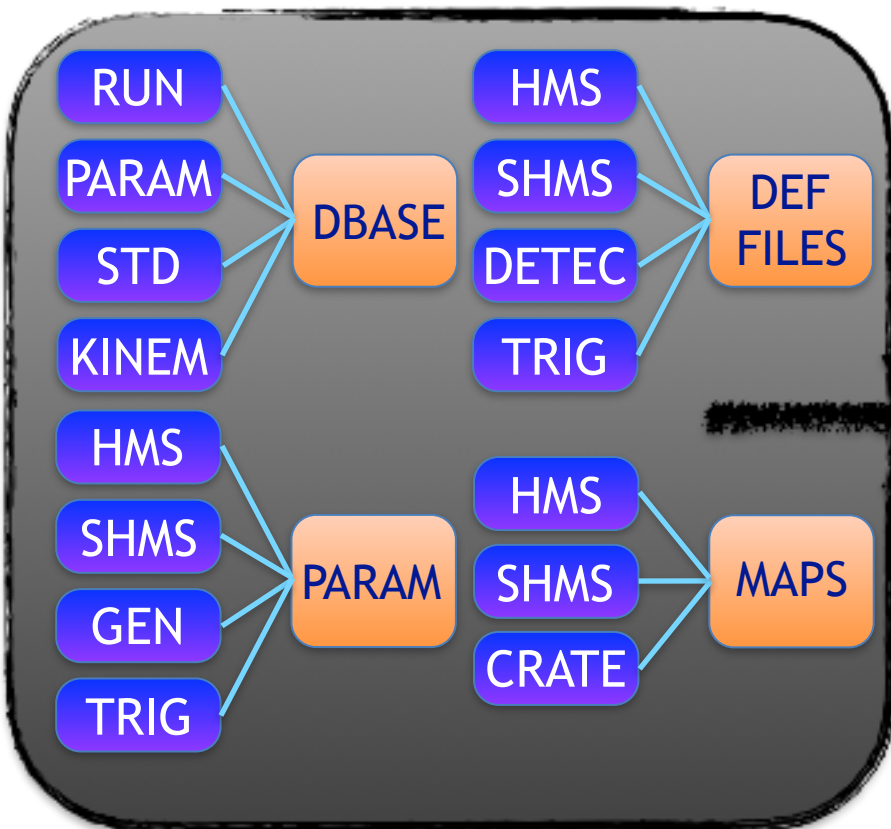 RUN
PARAM
STD
KINEM
DBASE
HMS
SHMS
DETEC
TRIG
DEF
FILES
HMS
SHMS
GEN
TRIG
PARAM
HMS
SHMS
CRATE
MAPS